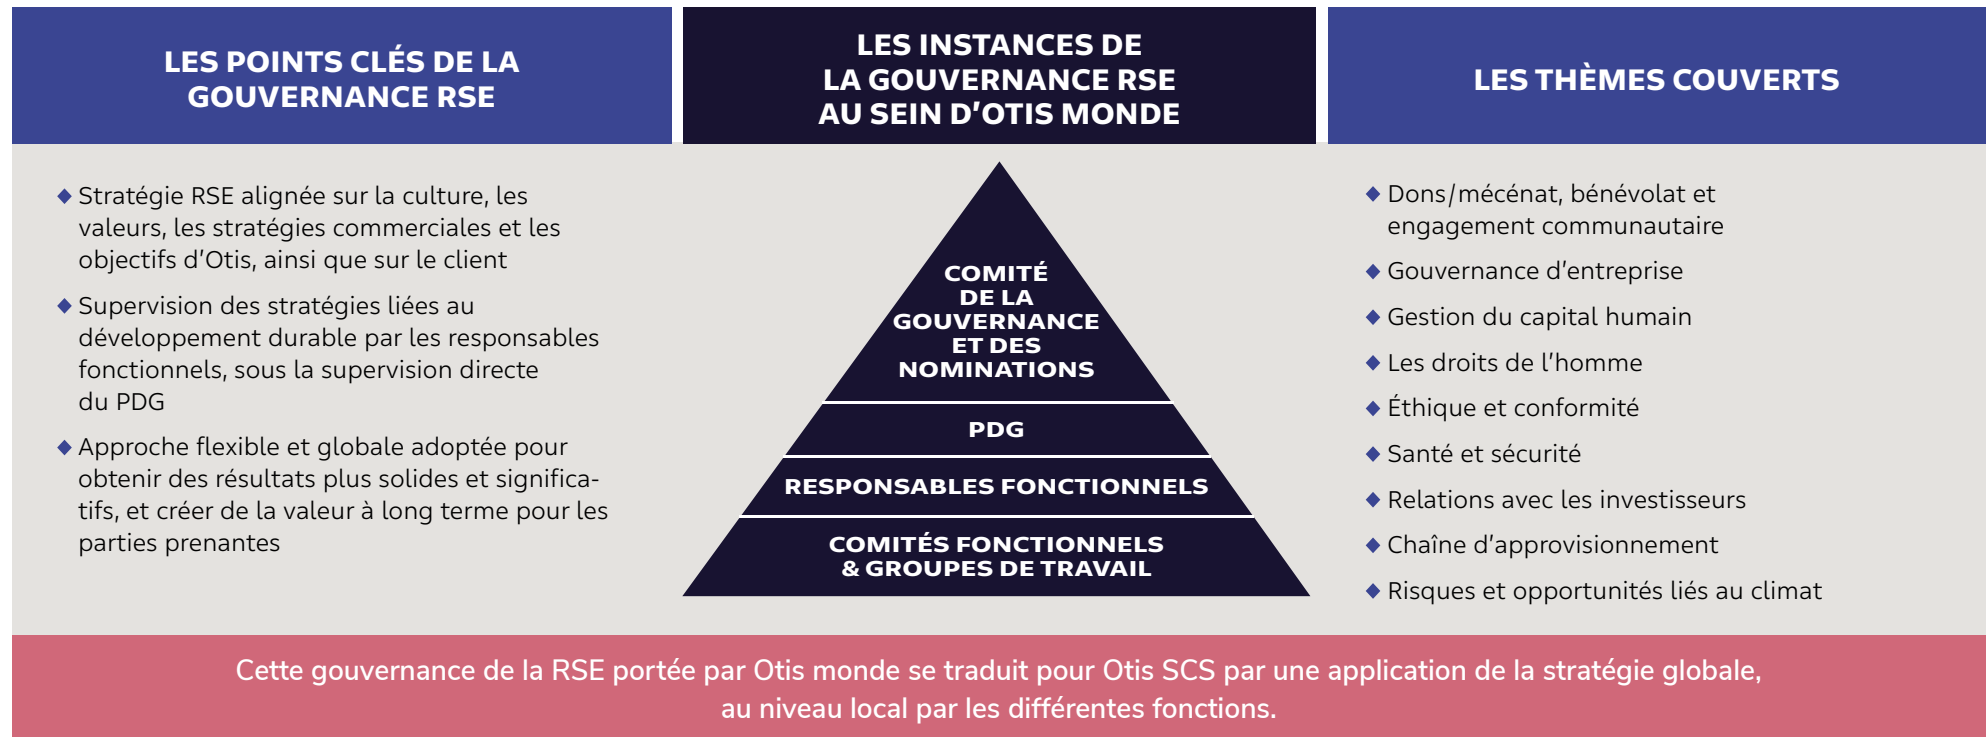 LES POINTS CLÉS DE LA
GOUVERNANCE RSE
◆ Stratégie RSE alignée sur la culture, les
valeurs, les stratégies commerciales et les
objectifs d’Otis, ainsi que sur le client
◆ Supervision des stratégies liées au
développement durable par les responsables
fonctionnels, sous la supervision directe
du PDG
◆ Approche flexible et globale adoptée pour
obtenir des résultats plus solides et significa-
tifs, et créer de la valeur à long terme pour les
parties prenantes
LES INSTANCES DE
LA GOUVERNANCE RSE
AU SEIN D’OTIS MONDE
COMITÉ
DE LA
GOUVERNANCE
ET DES
NOMINATIONS
PDG
RESPONSABLES FONCTIONNELS
COMITÉS FONCTIONNELS
& GROUPES DE TRAVAIL
LES THÈMES COUVERTS
◆ Dons/mécénat, bénévolat et
engagement communautaire
◆ Gouvernance d’entreprise
◆ Gestion du capital humain
◆ Les droits de l’homme
◆ Éthique et conformité
◆ Santé et sécurité
◆ Relations avec les investisseurs
◆ Chaîne d’approvisionnement
◆ Risques et opportunités liés au climat
Cette gouvernance de la RSE portée par Otis monde se traduit pour Otis SCS par une application de la stratégie globale,
au niveau local par les différentes fonctions.